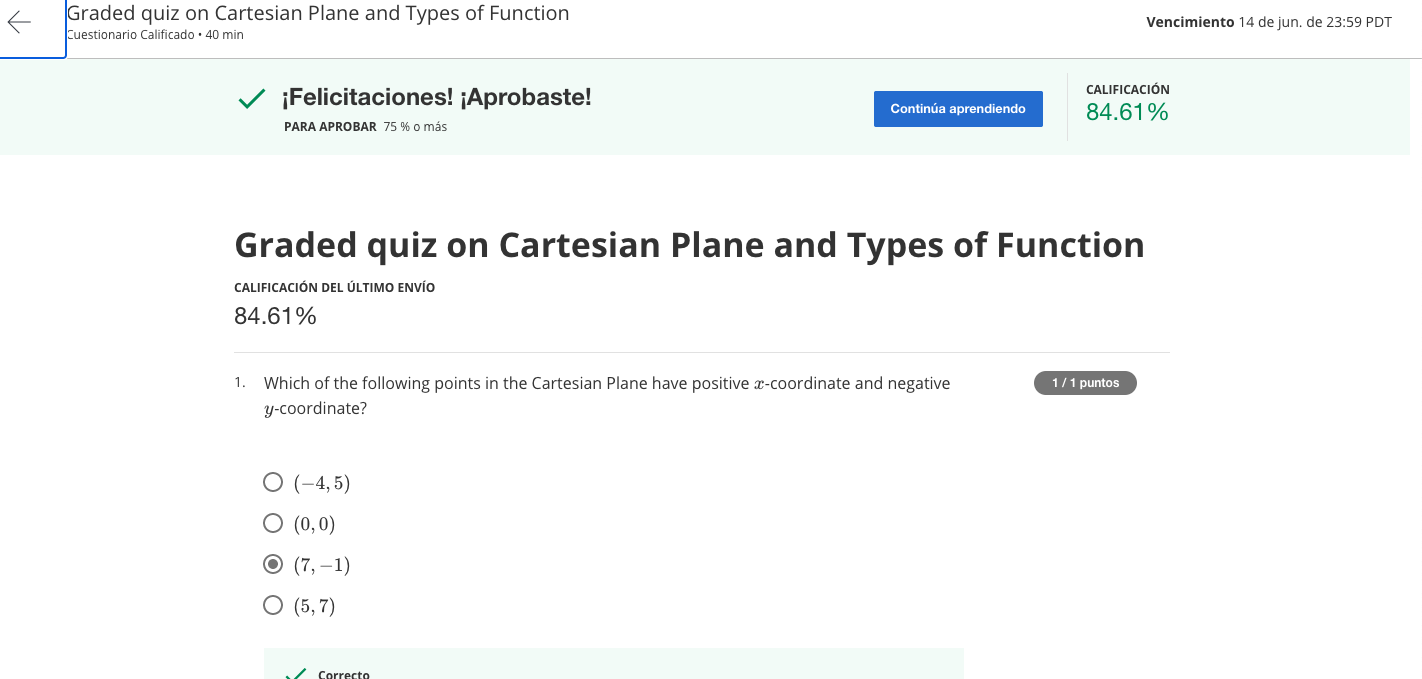 Graded quiz on Cartesian Plane and Types of Function
Cuestionario Calificado • 40 min
Vencimiento 14 de jun. de 23:59 PDT
¡Felicitaciones! ¡Aprobaste!
PARA APROBAR 75 % o más
Continúa aprendiendo
CALIFICACIÓN
84.61%
Graded quiz on Cartesian Plane and Types of Function
CALIFICACIÓN DEL ÚLTIMO ENVÍO
84.61%
1. Which of the following points in the Cartesian Plane have positive x-coordinate and negative
y-coordinate?
1 / 1 puntos
(−4, 5)
(0, 0)
(7, −1)
(5, 7)
Correcto